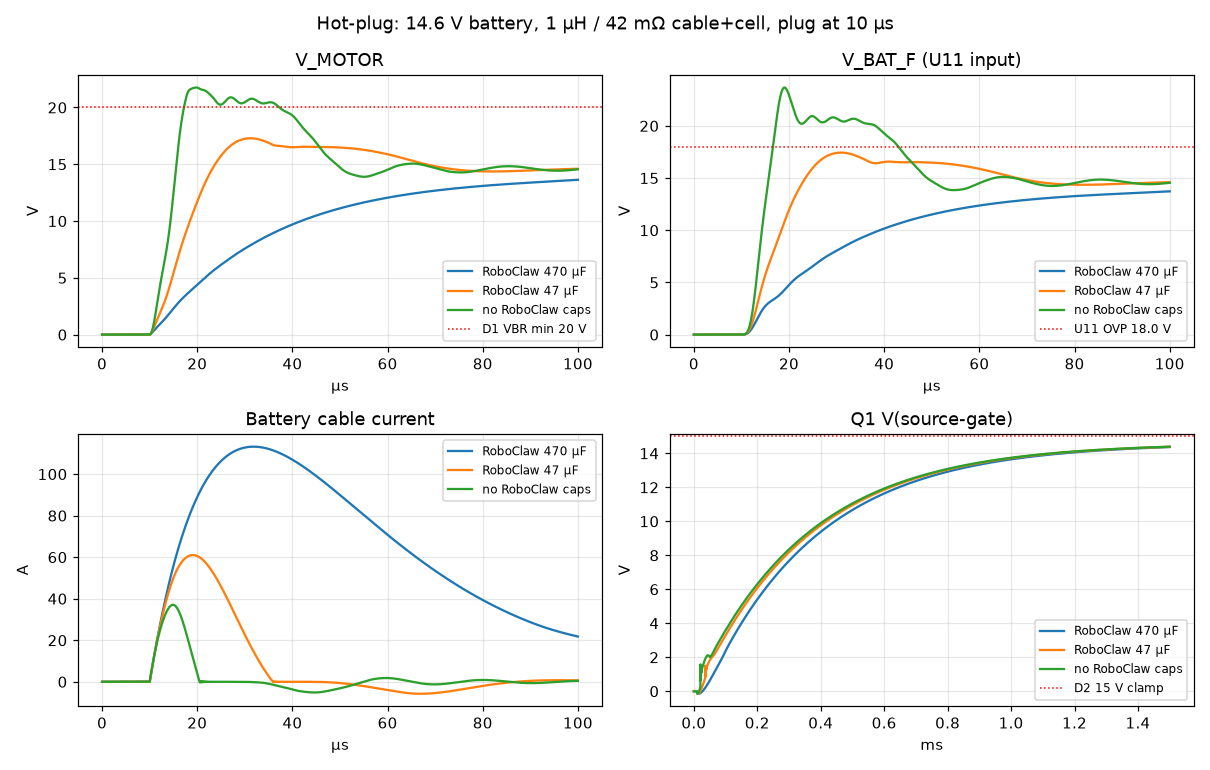 Hot-plug: 14.6 V battery, 1 µH / 42 mΩ cable+cell, plug at 10 µs
V_MOTOR
V
20
15
10
5
0
RoboClaw 470 µF
RoboClaw 47 µF
no RoboClaw caps
D1 VBR min 20 V
0 20 40 60 80 100
µs
V_BAT_F (U11 input)
V
20
15
10
5
0
RoboClaw 470 µF
RoboClaw 47 µF
no RoboClaw caps
U11 OVP 18.0 V
0 20 40 60 80 100
µs
Battery cable current
A
100
80
60
40
20
0
RoboClaw 470 µF
RoboClaw 47 µF
no RoboClaw caps
0 20 40 60 80 100
µs
Q1 V(source-gate)
V
14
12
10
8
6
4
2
0
RoboClaw 470 µF
RoboClaw 47 µF
no RoboClaw caps
D2 15 V clamp
0.0 0.2 0.4 0.6 0.8 1.0 1.2 1.4
ms